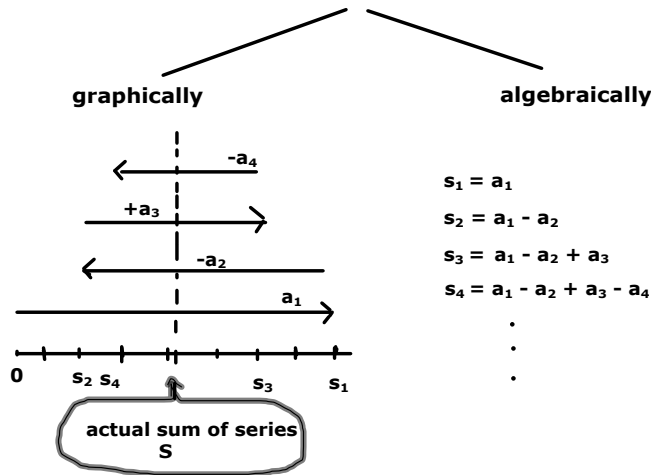 graphically
algebraically
-a₄
+a₃
-a₂
a₁
0 s₂ s₄ s₃ s₁
actual sum of series
S
s₁ = a₁
s₂ = a₁ - a₂
s₃ = a₁ - a₂ + a₃
s₄ = a₁ - a₂ + a₃ - a₄
.
.
.